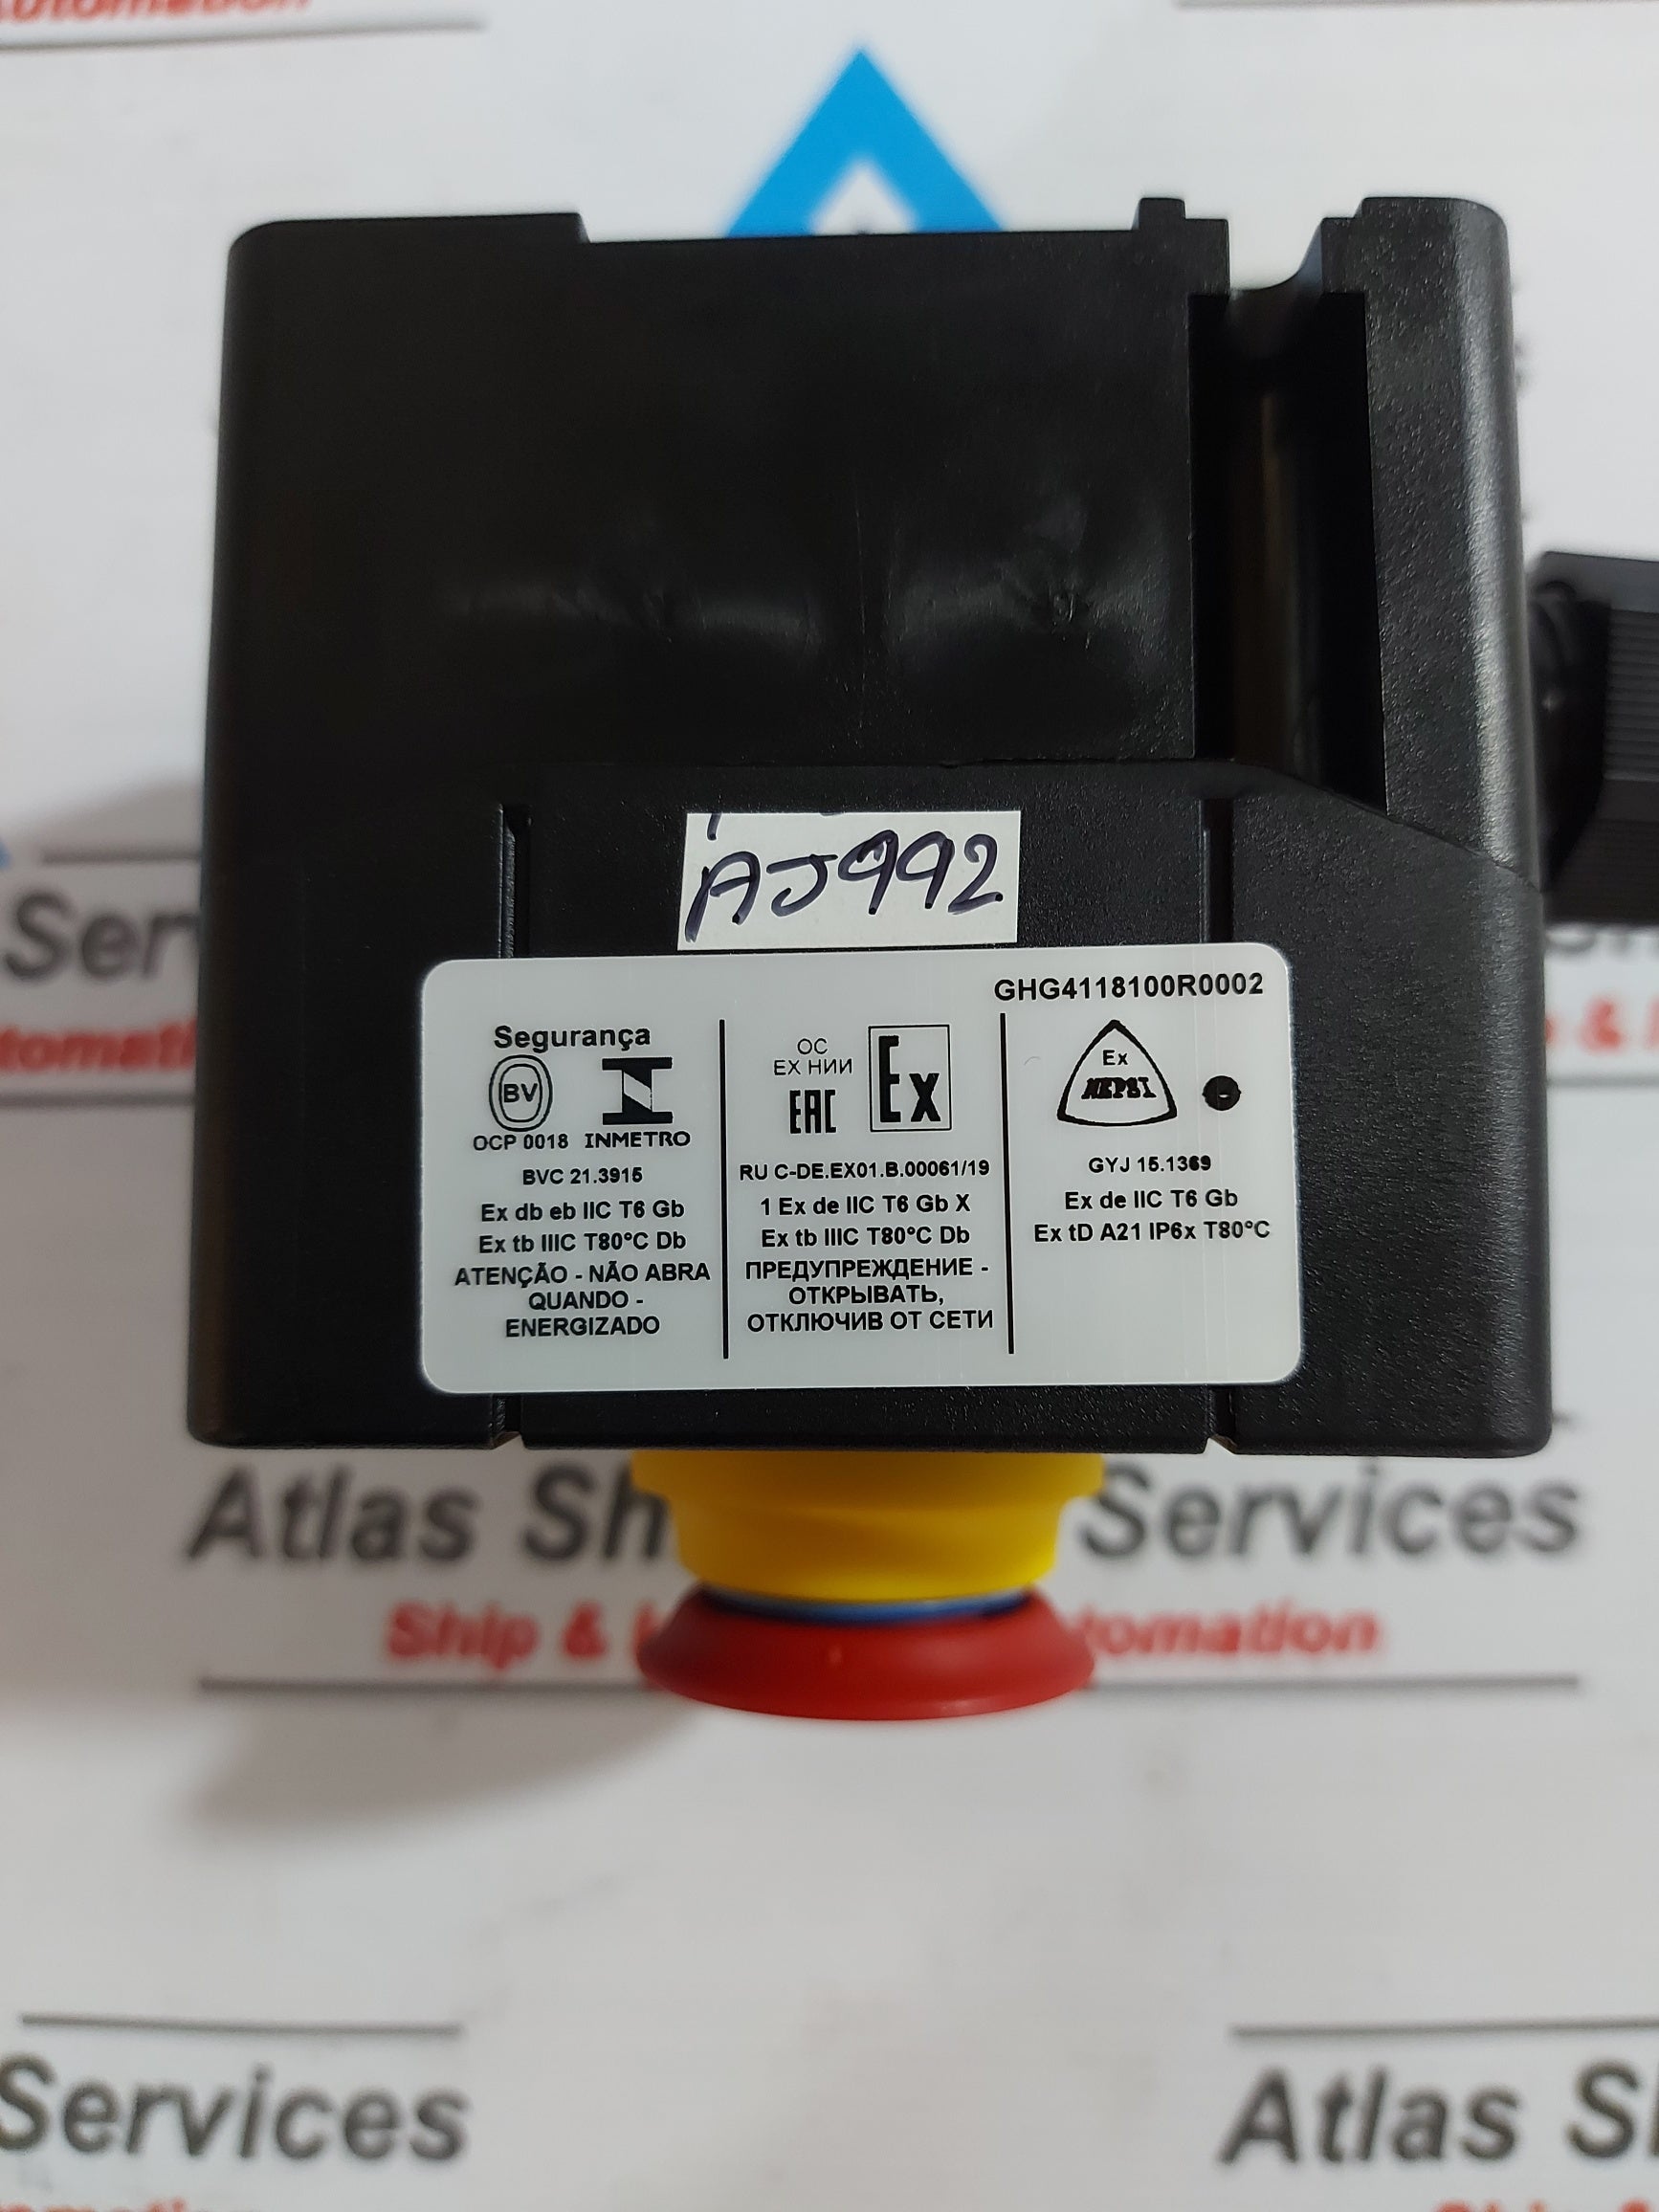 AJ992
GHG4118100R0002
Segurança
BV
OCP 0018 INMETRO
BVC 21.3915
Ex db eb IIC T6 Gb
Ex tb IIIC T80°C Db
ATENÇÃO - NÃO ABRA
QUANDO -
ENERGIZADO
ОС
ЕХ НИИ
EAC Ex
RU C-DE.EX01.B.00061/19
1 Ex de IIC T6 Gb X
Ex tb IIIC T80°C Db
ПРЕДУПРЕЖДЕНИЕ -
ОТКРЫВАТЬ,
ОТКЛЮЧИВ ОТ СЕТИ
Ex
NEPSI
GYJ 15.1369
Ex de IIC T6 Gb
Ex tD A21 IP6x T80°C
Atlas Services
Ship & tomation
Services
Atlas